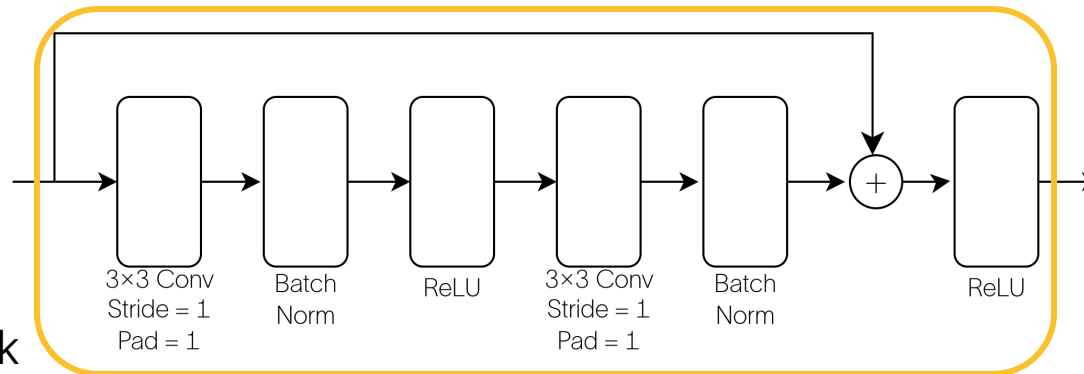 +
3×3 Conv
Stride = 1
Pad = 1
Batch
Norm
ReLU
3×3 Conv
Stride = 1
Pad = 1
Batch
Norm
ReLU
k